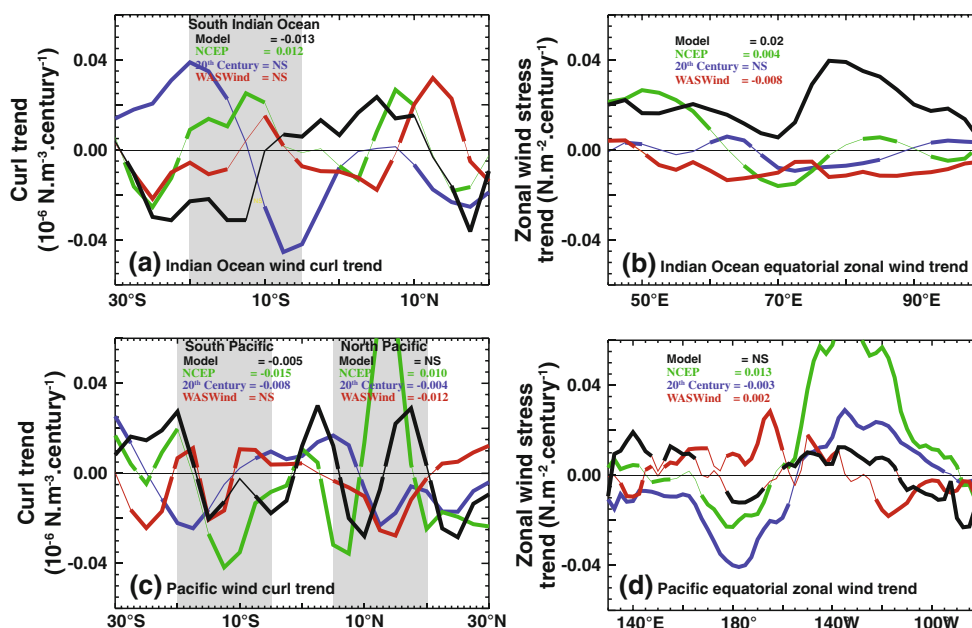 South Indian Ocean
Model = -0.013
NCEP = 0.012
20th Century = NS
WASWind = NS
Curl trend
(10-6 N.m-3.century-1)
0.04
0.00
-0.04
(a) Indian Ocean wind curl trend
30°S
10°S
10°N
Model = 0.02
NCEP = 0.004
20th Century = NS
WASWind = -0.008
Zonal wind stress
trend (N.m-2.century-1)
0.04
0.00
-0.04
(b) Indian Ocean equatorial zonal wind trend
50°E
70°E
90°E
South Pacific
Model = -0.005
NCEP = -0.015
20th Century = -0.008
WASWind = NS
North Pacific
Model = NS
NCEP = 0.010
20th Century = -0.004
WASWind = -0.012
Curl trend
(10-6 N.m-3.century-1)
0.04
0.00
-0.04
(c) Pacific wind curl trend
30°S
10°S
10°N
30°N
Model = NS
NCEP = 0.013
20th Century = -0.003
WASWind = 0.002
Zonal wind stress
trend (N.m-2.century-1)
0.04
0.00
-0.04
(d) Pacific equatorial zonal wind trend
140°E
180°
140W
100°W